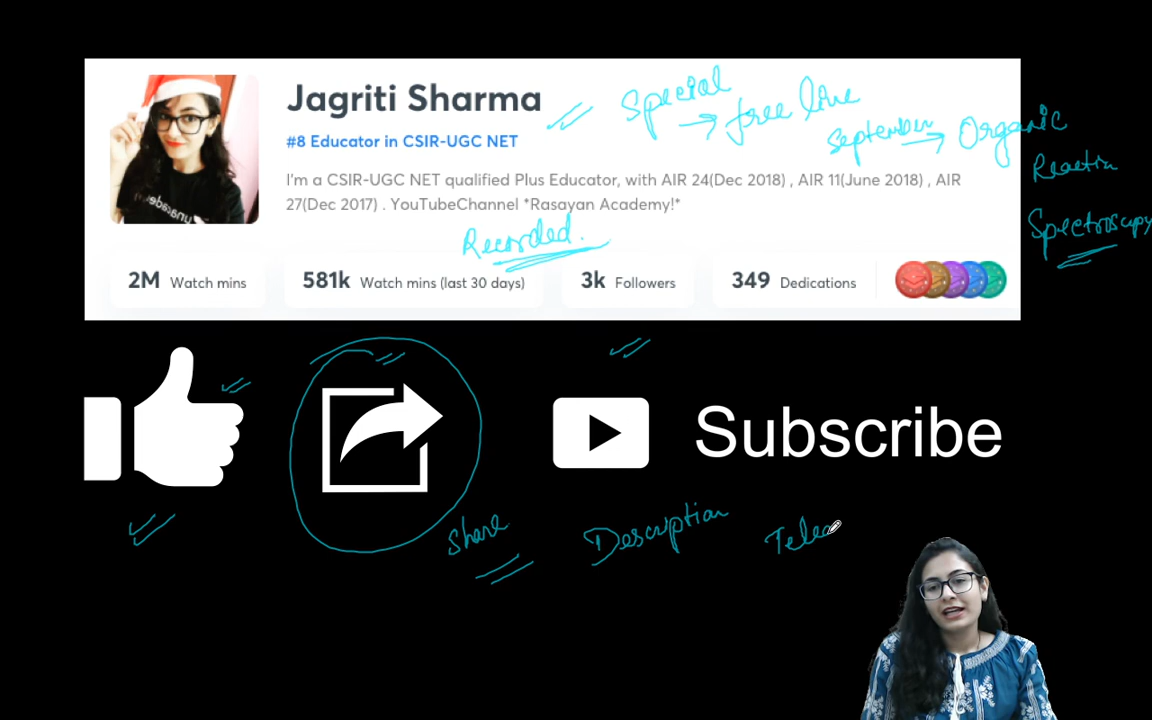 Jagriti Sharma
Special
→ free live
#8 Educator in CSIR-UGC NET
September → Organic
Reaction
I'm a CSIR-UGC NET qualified Plus Educator, with AIR 24(Dec 2018) , AIR 11(June 2018) , AIR
27(Dec 2017) . YouTubeChannel *Rasayan Academy!*
Spectroscopy
Recorded.
2M Watch mins
581k Watch mins (last 30 days)
3k Followers
349 Dedications
Subscribe
Share
Description
Tele